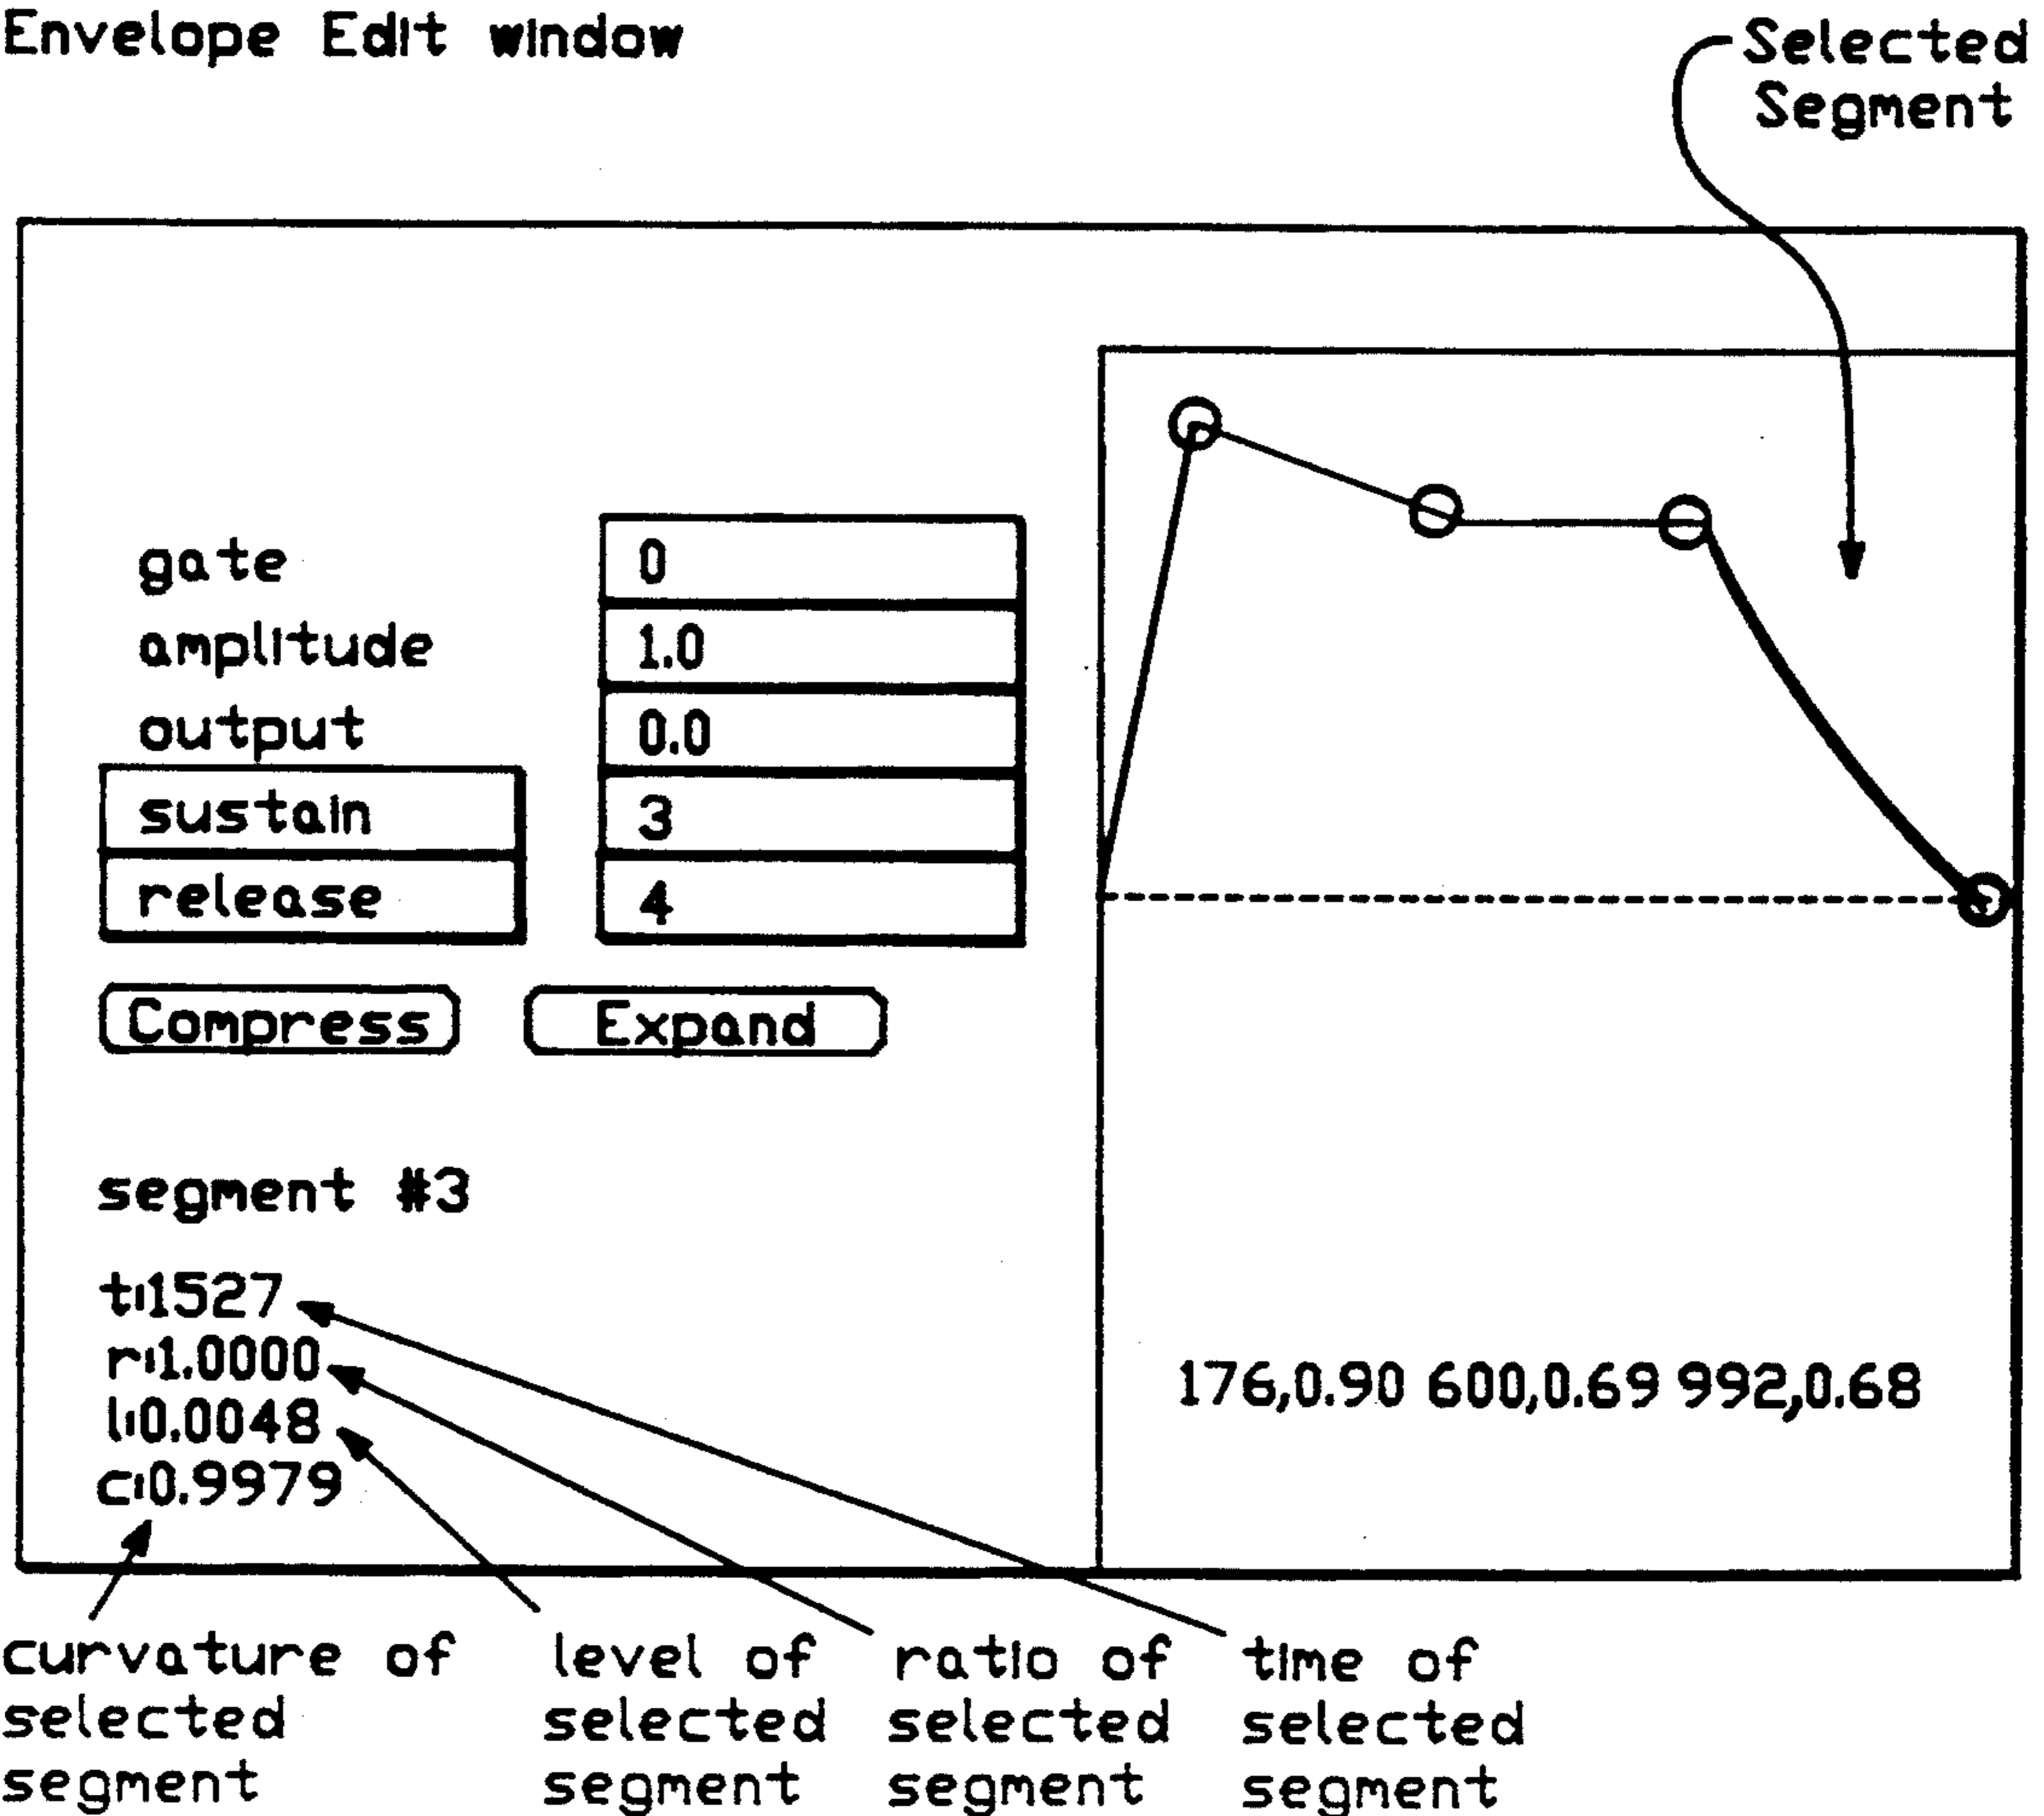 Envelope Edit window
Selected
Segment
gate 0
amplitude 1.0
output 0.0
sustain 3
release 4
Compress Expand
segment #3
t:1527
r:1.0000
l:0.0048
c:0.9979
176,0.90 600,0.69 992,0.68
curvature of
selected
segment
level of
selected
segment
ratio of
selected
segment
time of
selected
segment